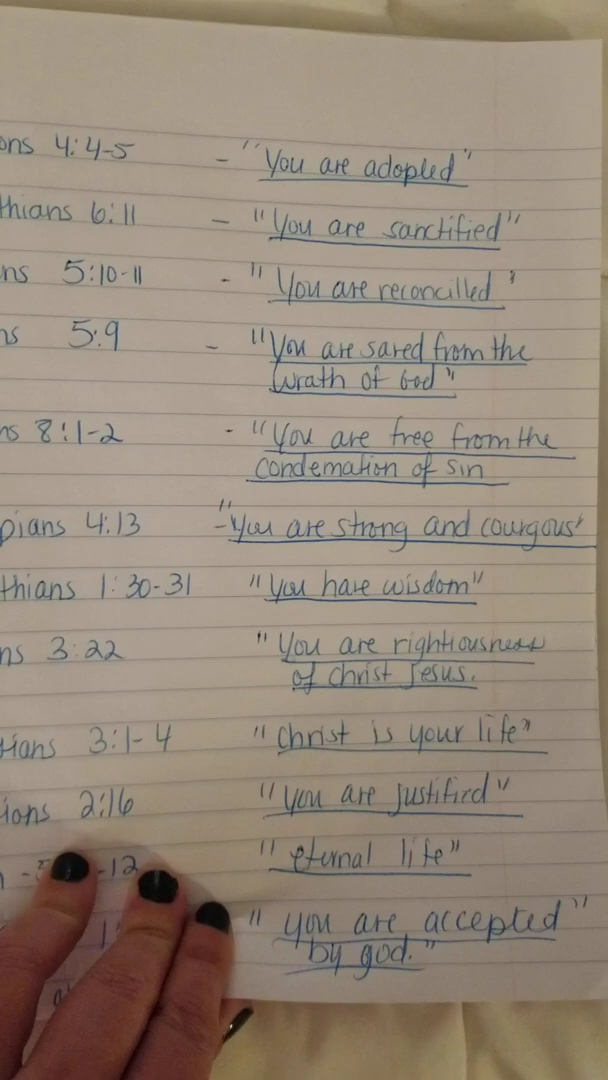 ons 4:4-5 - "You are adopted"
thians 6:11 - "You are sanctified"
ns 5:10-11 - "You are reconcilled"
ns 5:9 - "You are saved from the
wrath of God"
ns 8:1-2 - "You are free from the
condemation of sin
pians 4:13 - "You are strong and courgous"
thians 1:30-31 "you have wisdom"
ns 3:22 "You are rightiousness
of christ Jesus.
sians 3:1-4 "Christ is your life"
ions 2:16 "you are justified"
-12 "eternal life"
"you are accepted"
by god."